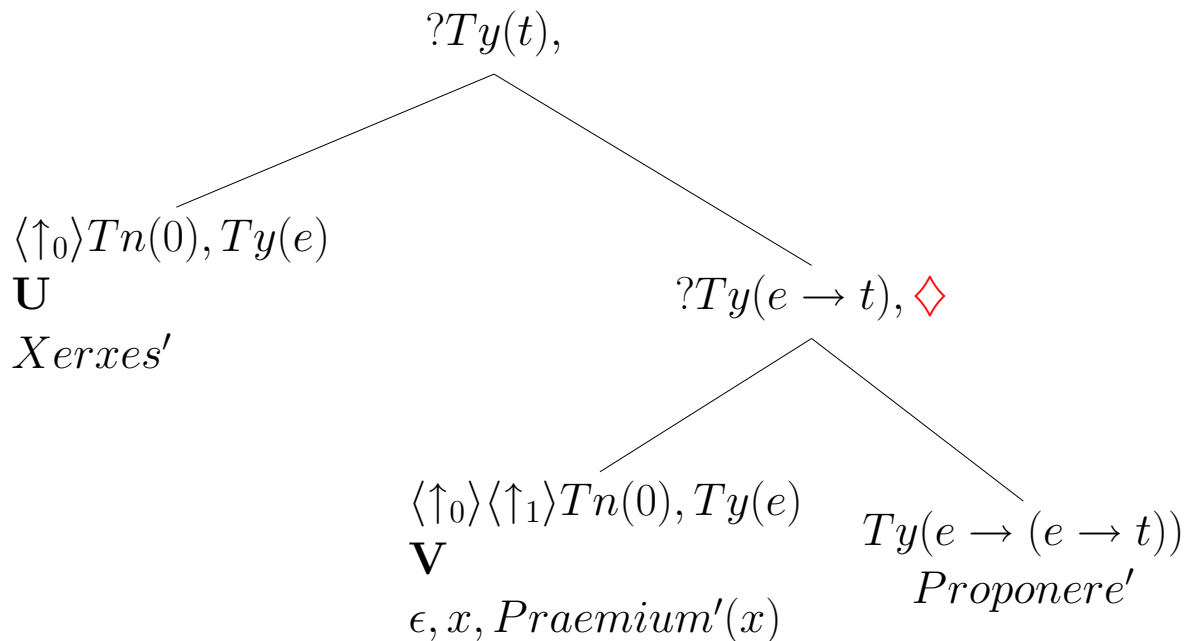 ?Ty(t),
⟨↑₀⟩Tn(0), Ty(e)
U
Xerxes′
?Ty(e → t), ♢
⟨↑₀⟩⟨↑₁⟩Tn(0), Ty(e)
V
ϵ, x, Praemium′(x)
Ty(e → (e → t))
Proponere′